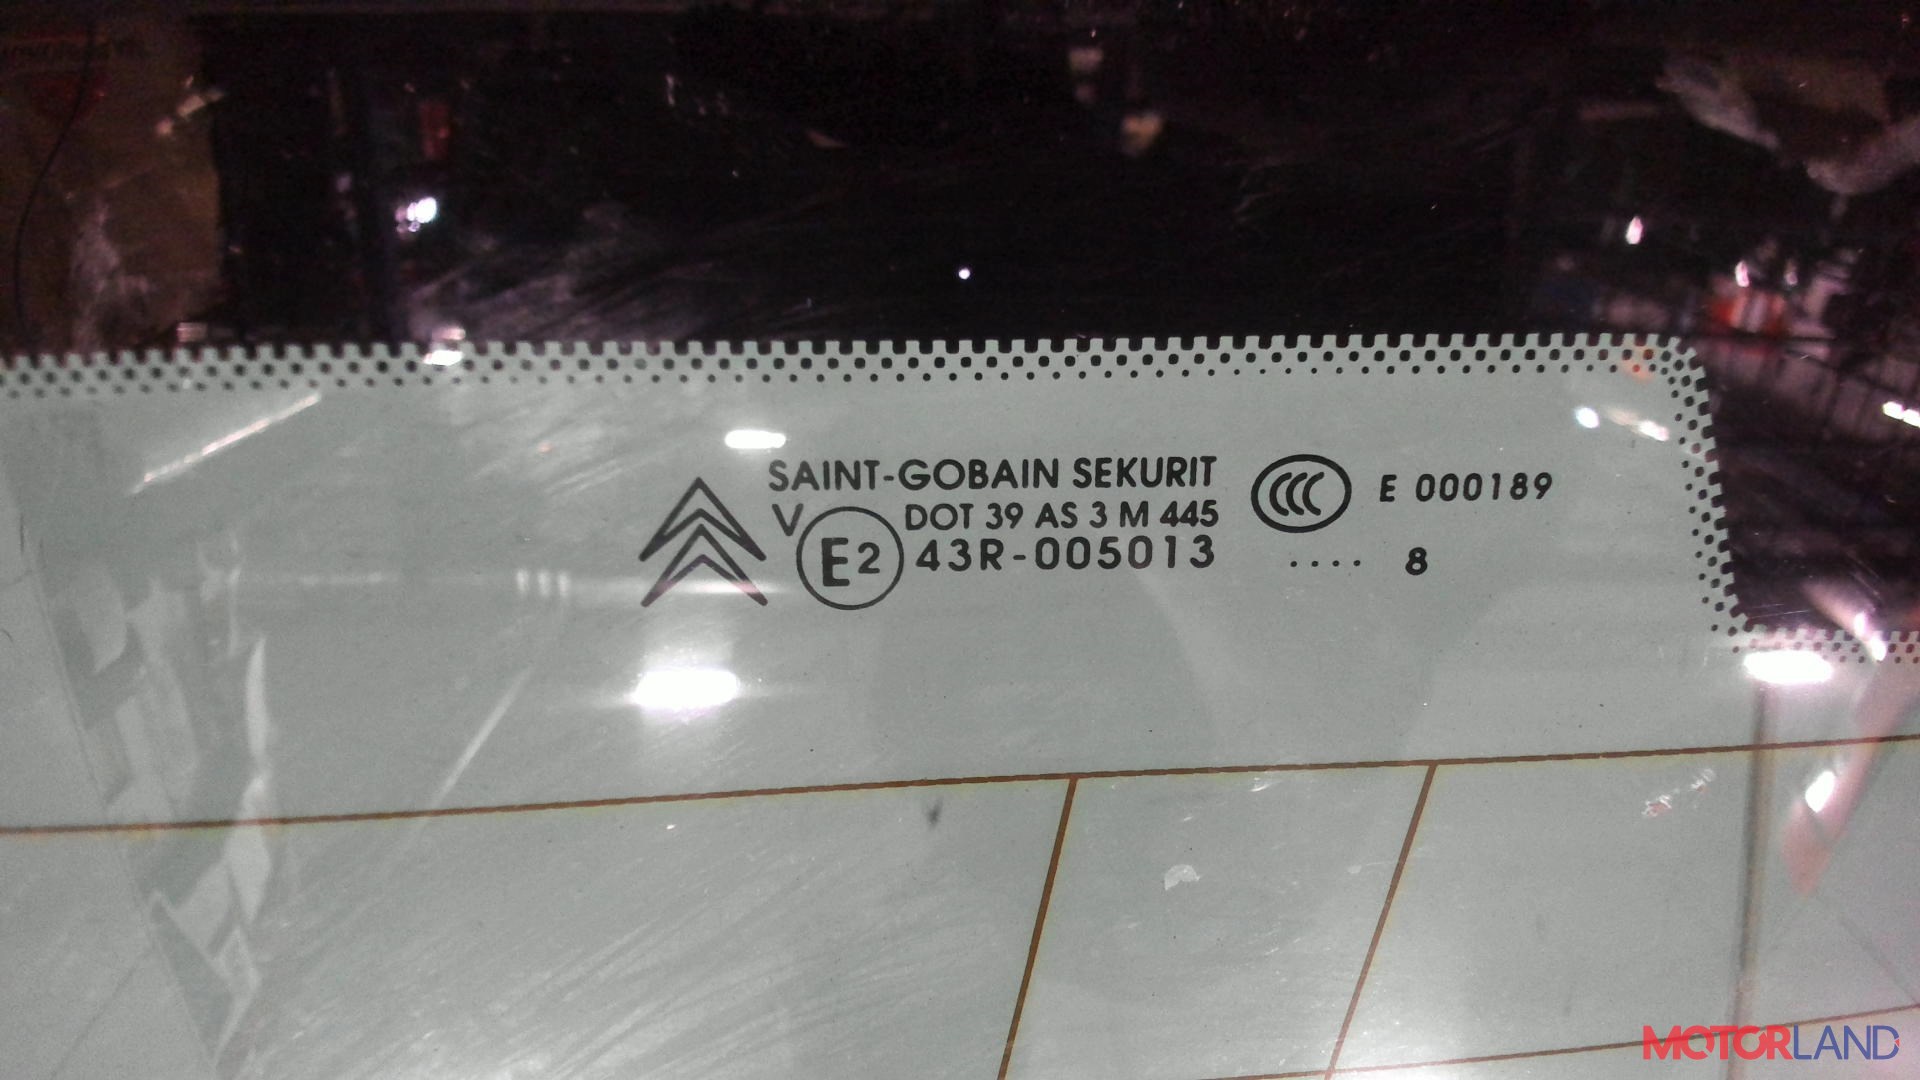 SAINT-GOBAIN SEKURIT
V DOT 39 AS 3 M 445
E2 43R-005013
CCC E 000189
.... 8
MOTORLAND